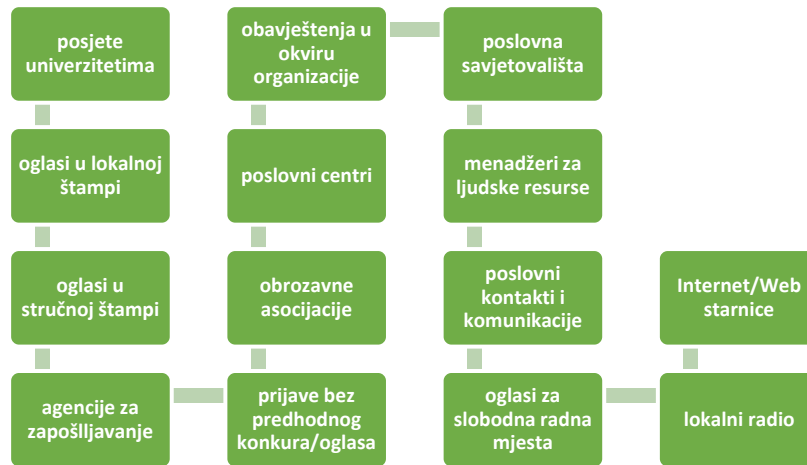 posjete
univerzitetima
oglasi u lokalnoj
štampi
oglasi u
stručnoj štampi
agencije za
zapošlljavanje
prijave bez
predhodnog
konkura/oglasa
obrozavne
asocijacije
poslovni centri
obavještenja u
okviru
organizacije
poslovna
savjetovališta
menadžeri za
ljudske resurse
poslovni
kontakti i
komunikacije
oglasi za
slobodna radna
mjesta
lokalni radio
Internet/Web
starnice